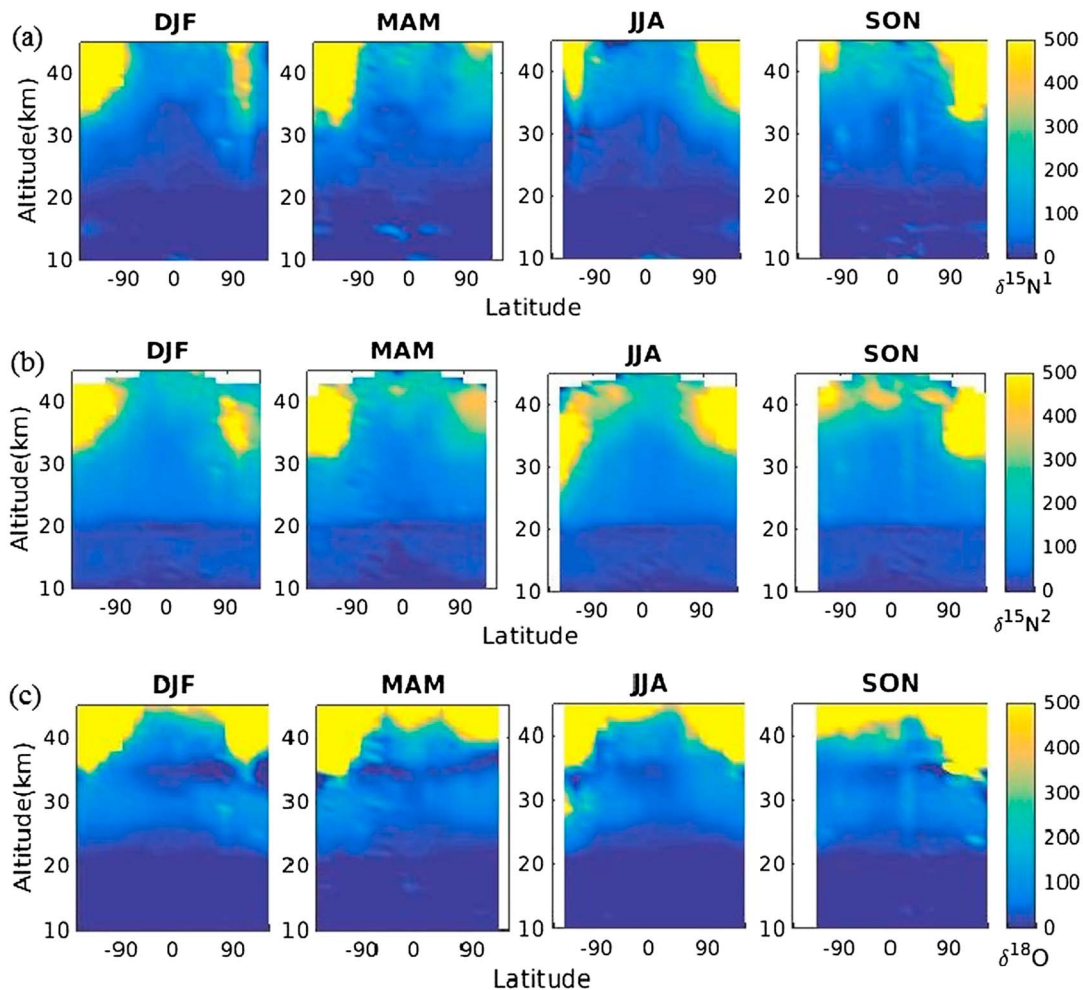 (a)
DJF MAM JJA SON
Altitude(km)
40 40 40 40
30 30 30 30
20 20 20 20
10 10 10 10
-90 0 90 -90 0 90 -90 0 90 -90 0 90
Latitude
500
400
300
200
100
0
δ¹⁵N¹
(b)
DJF MAM JJA SON
Altitude(km)
40 40 40 40
30 30 30 30
20 20 20 20
10 10 10 10
-90 0 90 -90 0 90 -90 0 90 -90 0 90
Latitude
500
400
300
200
100
0
δ¹⁵N²
(c)
DJF MAM JJA SON
Altitude(km)
40 40 40 40
30 30 30 30
20 20 20 20
10 10 10 10
-90 0 90 -90 0 90 -90 0 90 -90 0 90
Latitude
500
400
300
200
100
0
δ¹⁸O